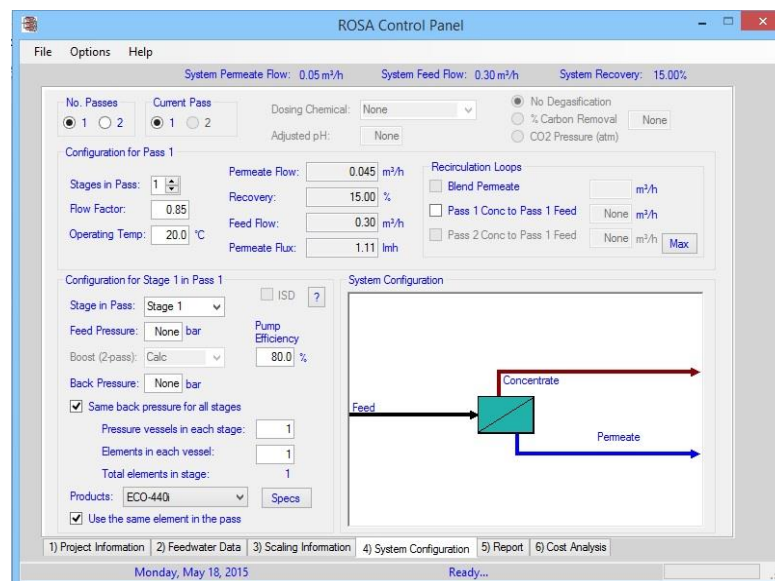 ROSA Control Panel
File Options Help
System Permeate Flow: 0.05 m³/h System Feed Flow: 0.30 m³/h System Recovery: 15.00%
No. Passes
1 2
Current Pass
1 2
Dosing Chemical: None
Adjusted pH: None
No Degasification
% Carbon Removal None
CO2 Pressure (atm)
Configuration for Pass 1
Stages in Pass: 1
Flow Factor: 0.85
Operating Temp: 20.0 °C
Permeate Flow: 0.045 m³/h
Recovery: 15.00 %
Feed Flow: 0.30 m³/h
Permeate Flux: 1.11 lmh
Recirculation Loops
Blend Permeate m³/h
Pass 1 Conc to Pass 1 Feed None m³/h
Pass 2 Conc to Pass 1 Feed None m³/h Max
Configuration for Stage 1 in Pass 1
Stage in Pass: Stage 1
ISD ?
Feed Pressure: None bar
Pump
Efficiency
Boost (2-pass): Calc
80.0 %
Back Pressure: None bar
Same back pressure for all stages
Pressure vessels in each stage: 1
Elements in each vessel: 1
Total elements in stage: 1
Products: ECO-440i Specs
Use the same element in the pass
System Configuration
Concentrate
Feed
Permeate
1) Project Information 2) Feedwater Data 3) Scaling Information 4) System Configuration 5) Report 6) Cost Analysis
Monday, May 18, 2015 Ready...